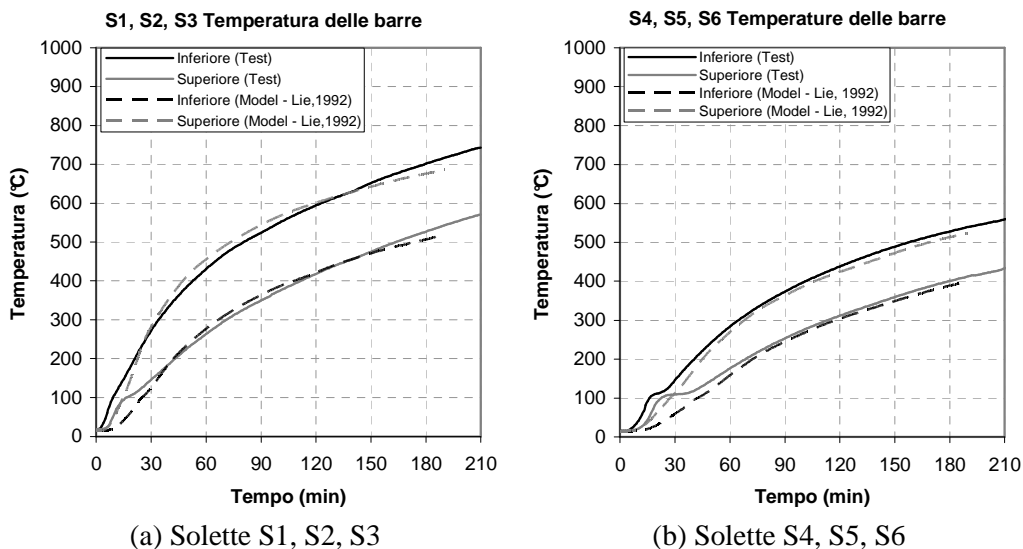 S1, S2, S3 Temperatura delle barre
1000
900
800
700
600
500
400
300
200
100
0
Temperatura (°C)
Inferiore (Test)
Superiore (Test)
Inferiore (Model - Lie,1992)
Superiore (Model - Lie,1992)
0 30 60 90 120 150 180 210
Tempo (min)
(a) Solette S1, S2, S3
S4, S5, S6 Temperature delle barre
1000
900
800
700
600
500
400
300
200
100
0
Temperatura (°C)
Inferiore (Test)
Superiore (Test)
Inferiore (Model - Lie, 1992)
Superiore (Model - Lie, 1992)
0 30 60 90 120 150 180 210
Tempo (min)
(b) Solette S4, S5, S6